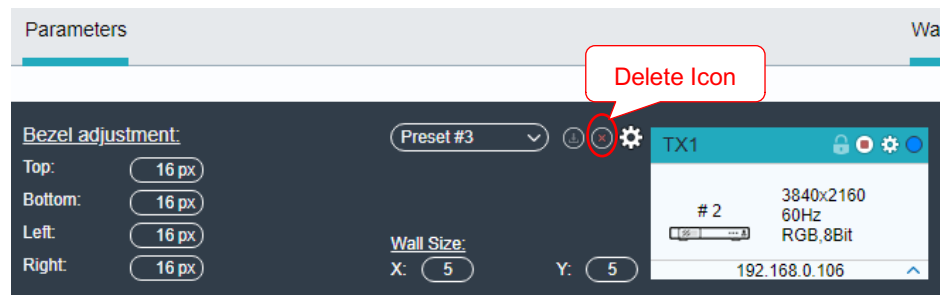 Parameters
Wa
Delete Icon
Bezel adjustment:
Preset #3
Top:
16 px
Bottom:
16 px
Left:
16 px
Right:
16 px
Wall Size:
X:
5
Y:
5
TX1
# 2
3840x2160
60Hz
RGB,8Bit
192.168.0.106